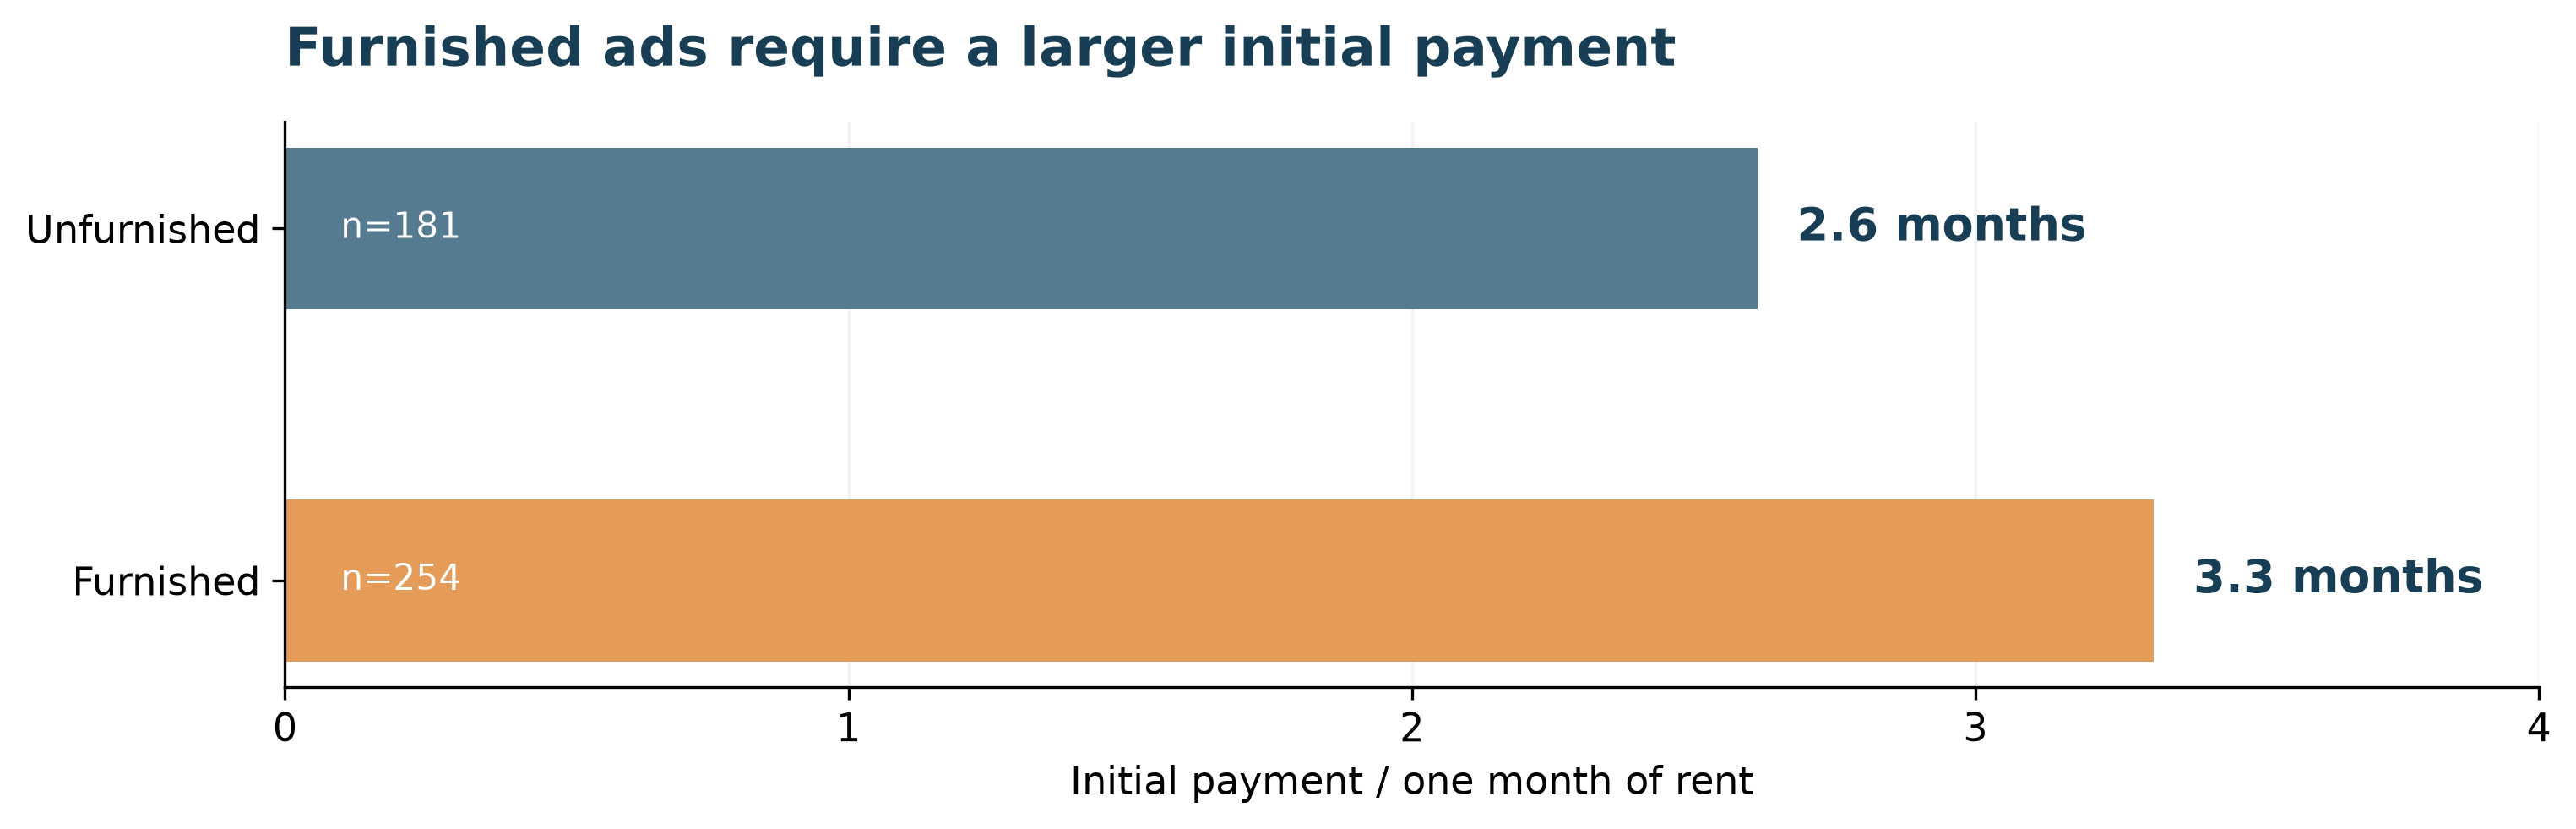 Furnished ads require a larger initial payment
Unfurnished
n=181
2.6 months
Furnished
n=254
3.3 months
0 1 2 3 4
Initial payment / one month of rent